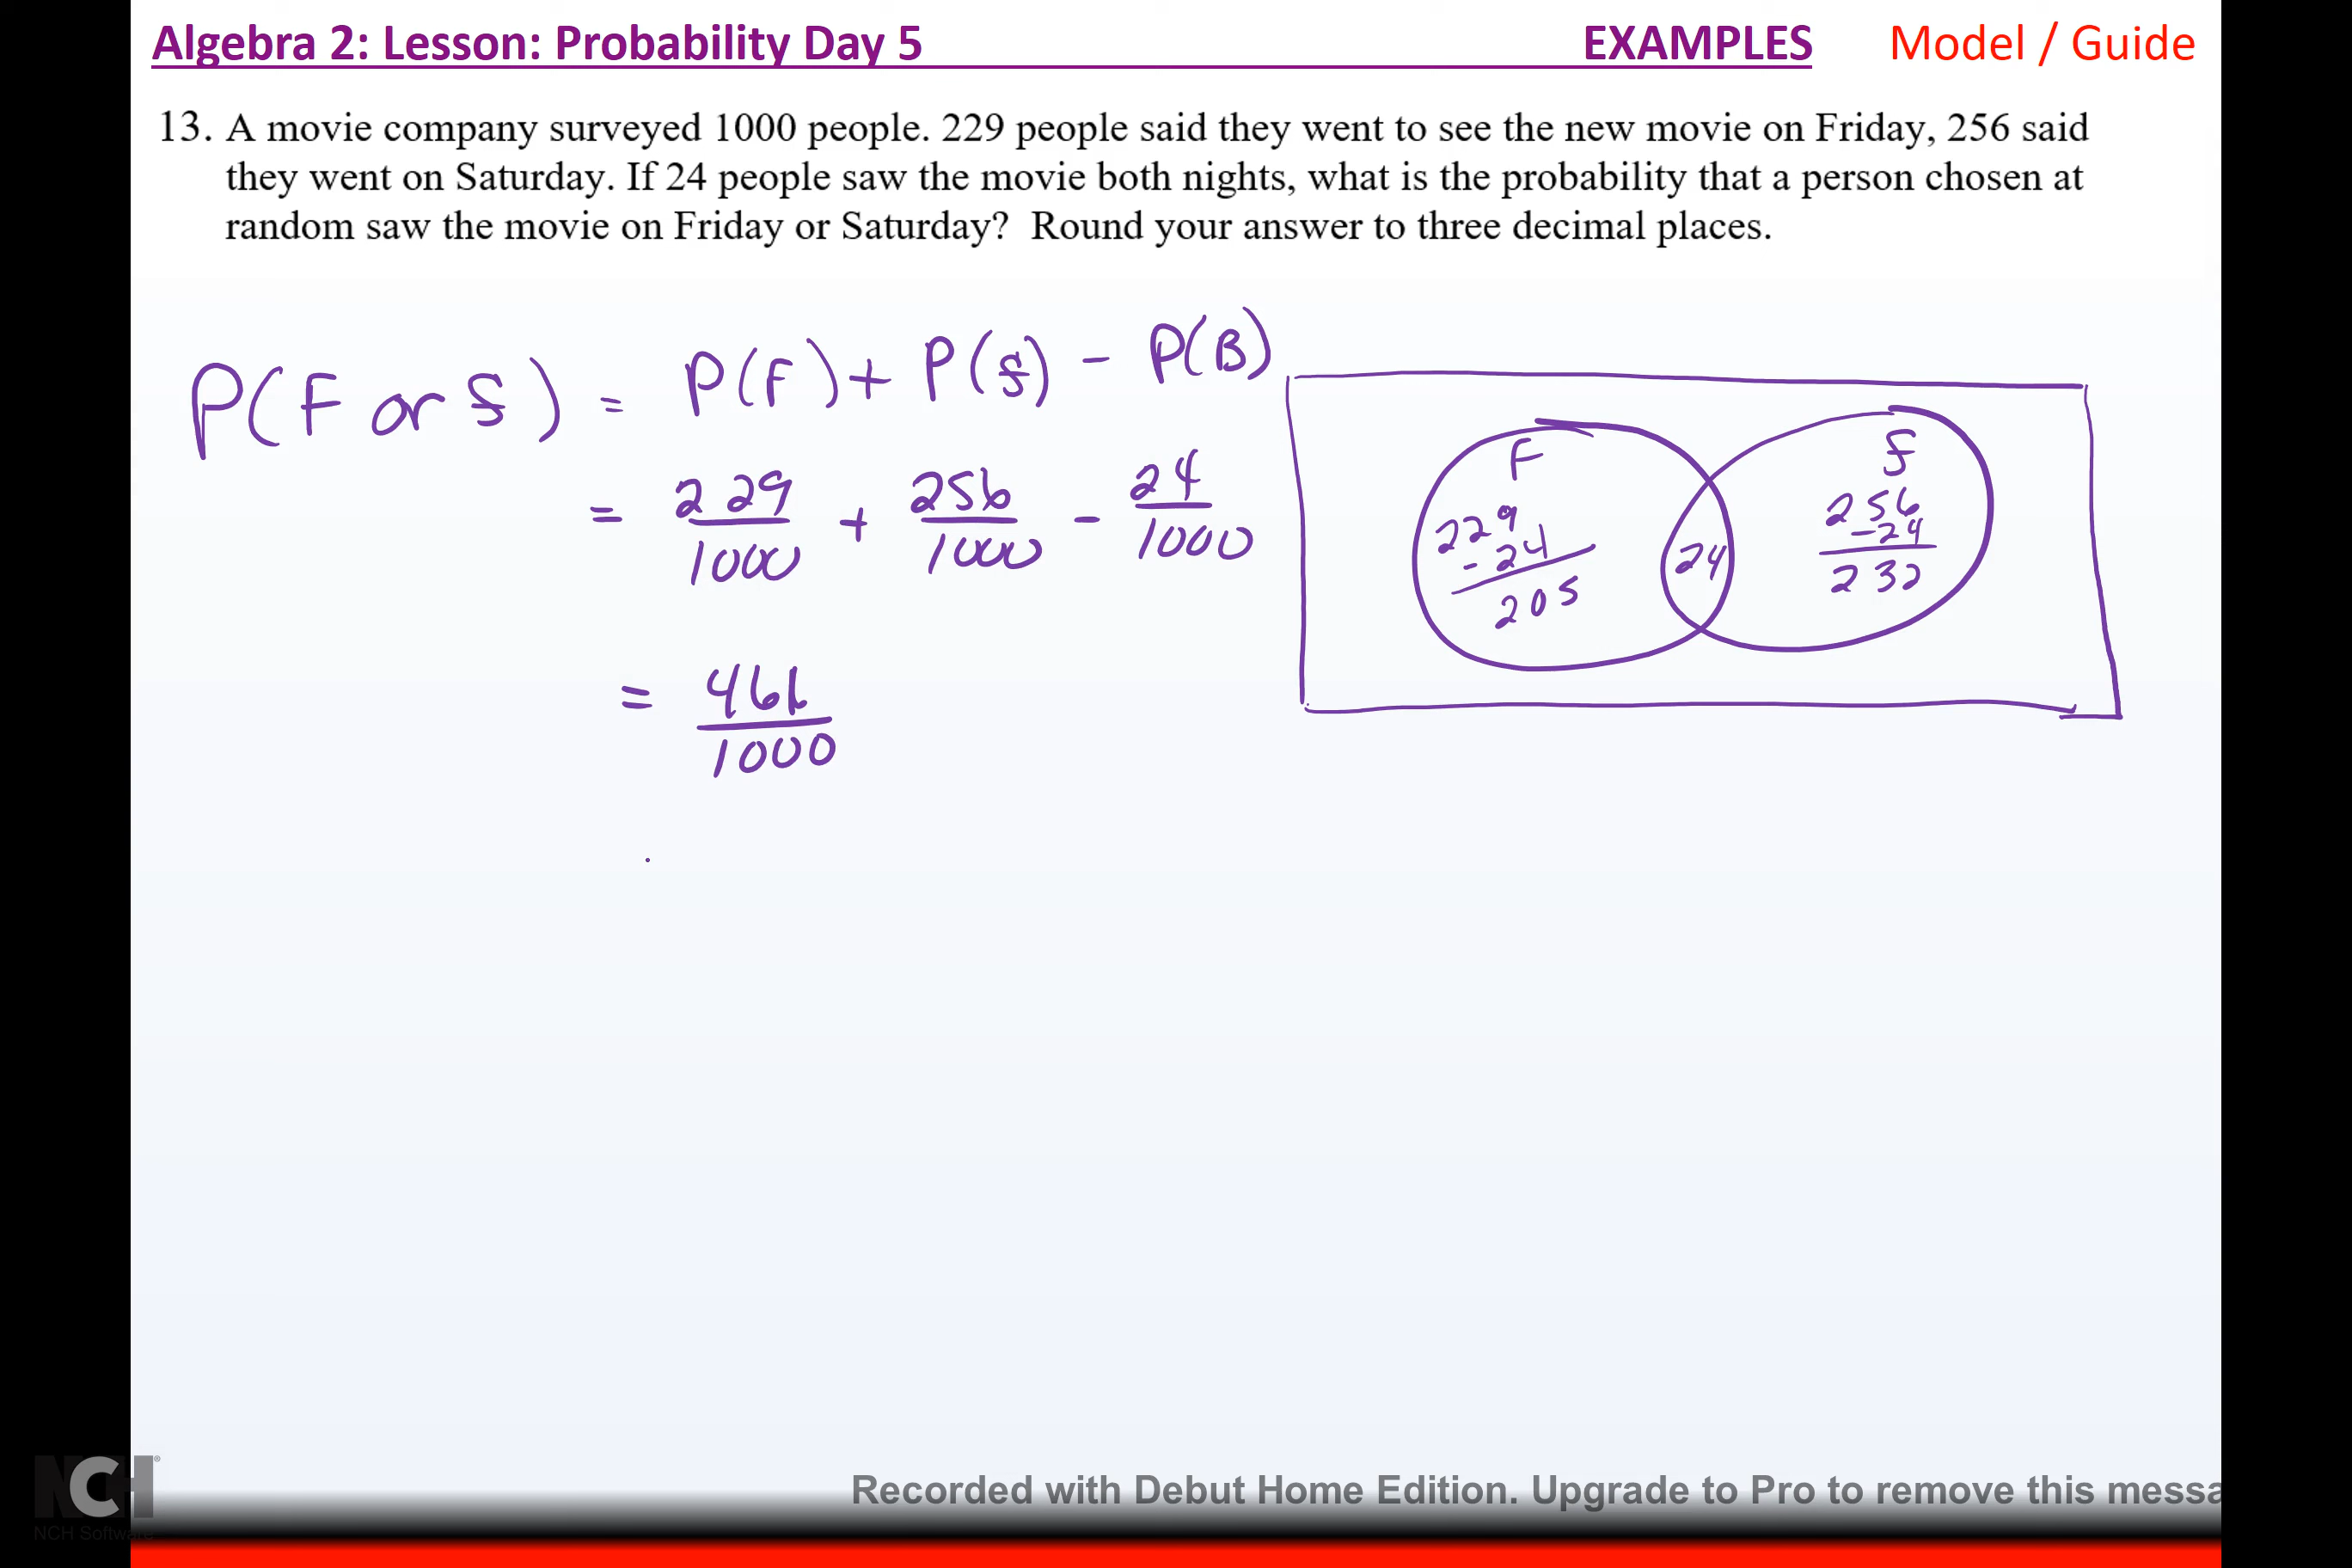 Algebra 2: Lesson: Probability Day 5 EXAMPLES Model / Guide
13. A movie company surveyed 1000 people. 229 people said they went to see the new movie on Friday, 256 said
they went on Saturday. If 24 people saw the movie both nights, what is the probability that a person chosen at
random saw the movie on Friday or Saturday? Round your answer to three decimal places.
P(F or S) = P(F) + P(S) - P(B)
= 229/1000 + 256/1000 - 24/1000
= 461/1000
F
229
- 24
205
24
S
256
- 24
232
Recorded with Debut Home Edition. Upgrade to Pro to remove this messa
NCH®
NCH Software